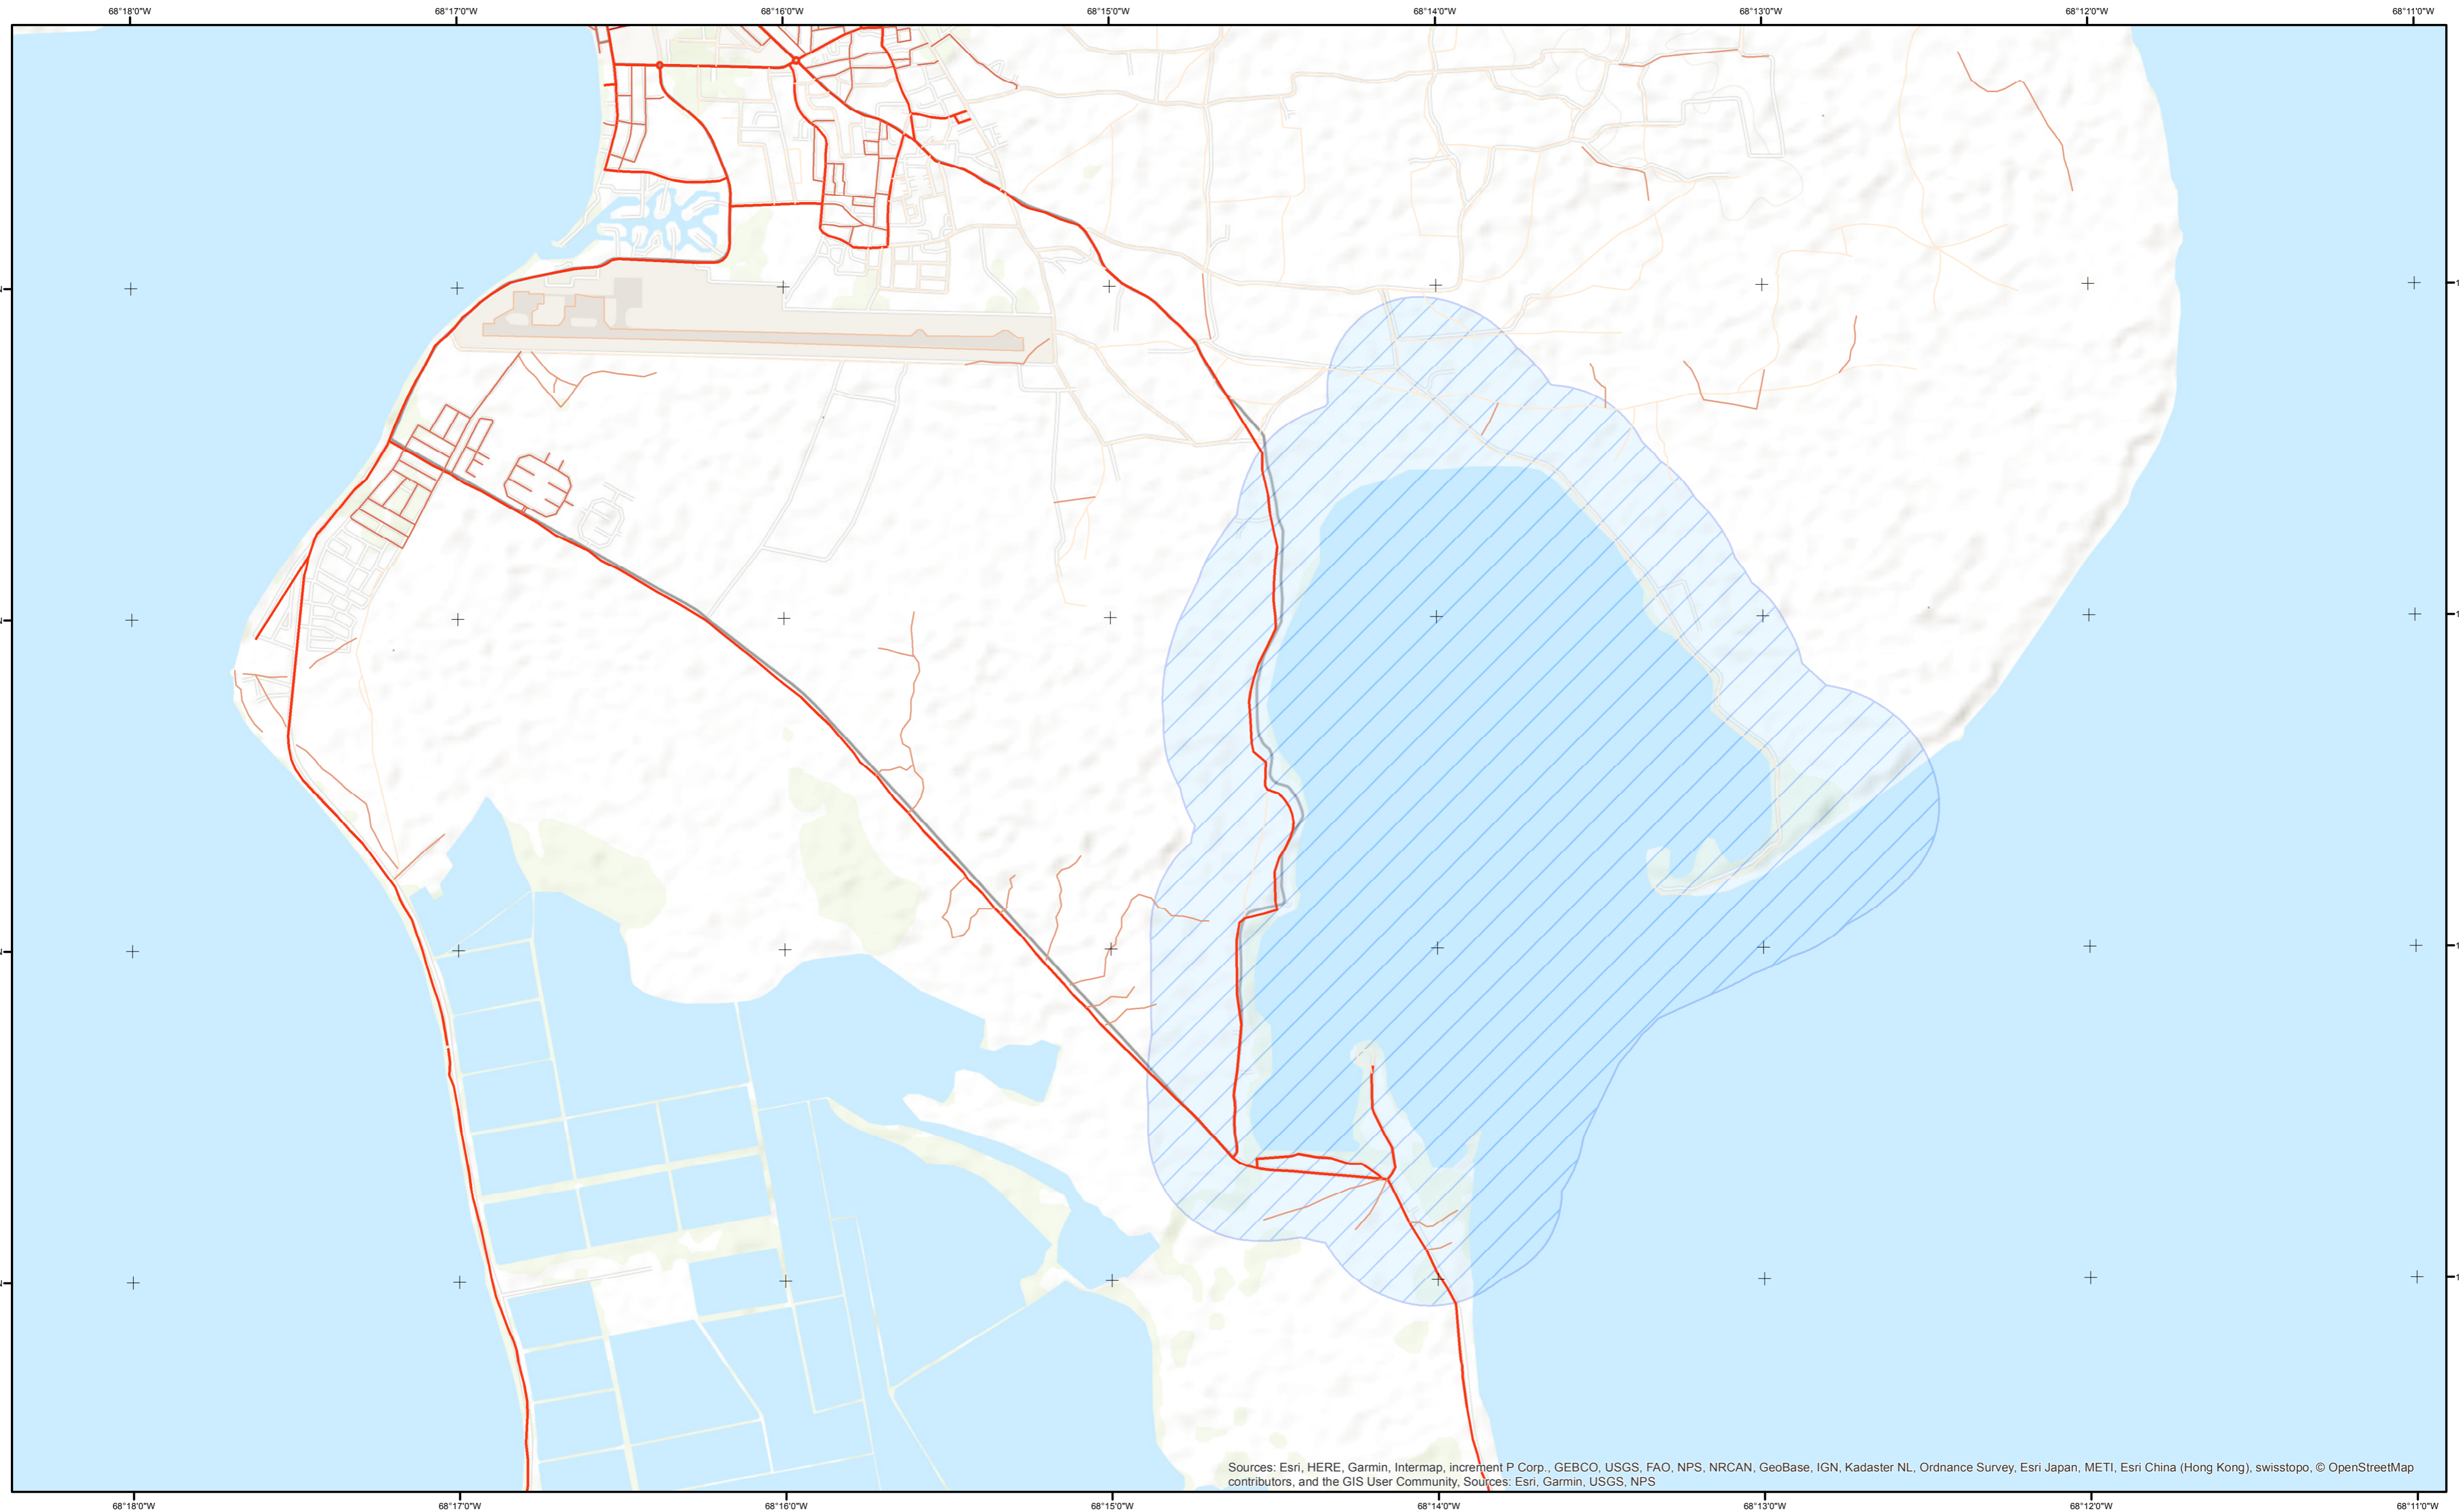 68°18'0"W 68°17'0"W 68°16'0"W 68°15'0"W 68°14'0"W 68°13'0"W 68°12'0"W 68°11'0"W
Sources: Esri, HERE, Garmin, Intermap, increment P Corp., GEBCO, USGS, FAO, NPS, NRCAN, GeoBase, IGN, Kadaster NL, Ordnance Survey, Esri Japan, METI, Esri China (Hong Kong), swisstopo, © OpenStreetMap
contributors, and the GIS User Community, Sources: Esri, Garmin, USGS, NPS
68°18'0"W 68°17'0"W 68°16'0"W 68°15'0"W 68°14'0"W 68°13'0"W 68°12'0"W 68°11'0"W